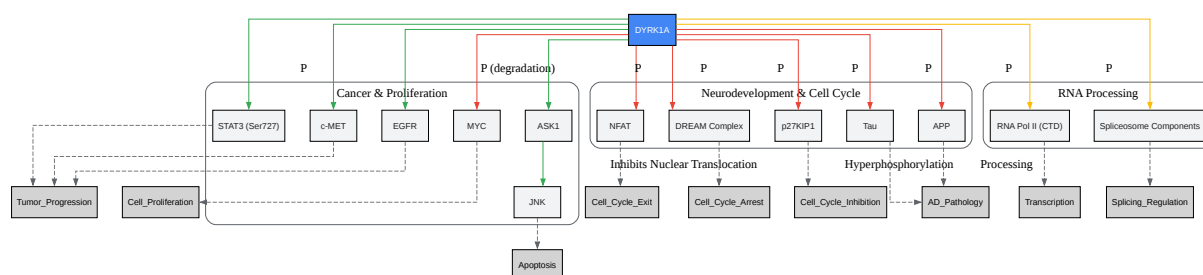 DYRK1A
P
P (degradation)
P
P
P
P
P
P
P
Cancer & Proliferation
Neurodevelopment & Cell Cycle
RNA Processing
STAT3 (Ser727)
c-MET
EGFR
MYC
ASK1
NFAT
DREAM Complex
p27KIP1
Tau
APP
RNA Pol II (CTD)
Spliceosome Components
Inhibits Nuclear Translocation
Hyperphosphorylation
Processing
Tumor_Progression
Cell_Proliferation
JNK
Cell_Cycle_Exit
Cell_Cycle_Arrest
Cell_Cycle_Inhibition
AD_Pathology
Transcription
Splicing_Regulation
Apoptosis